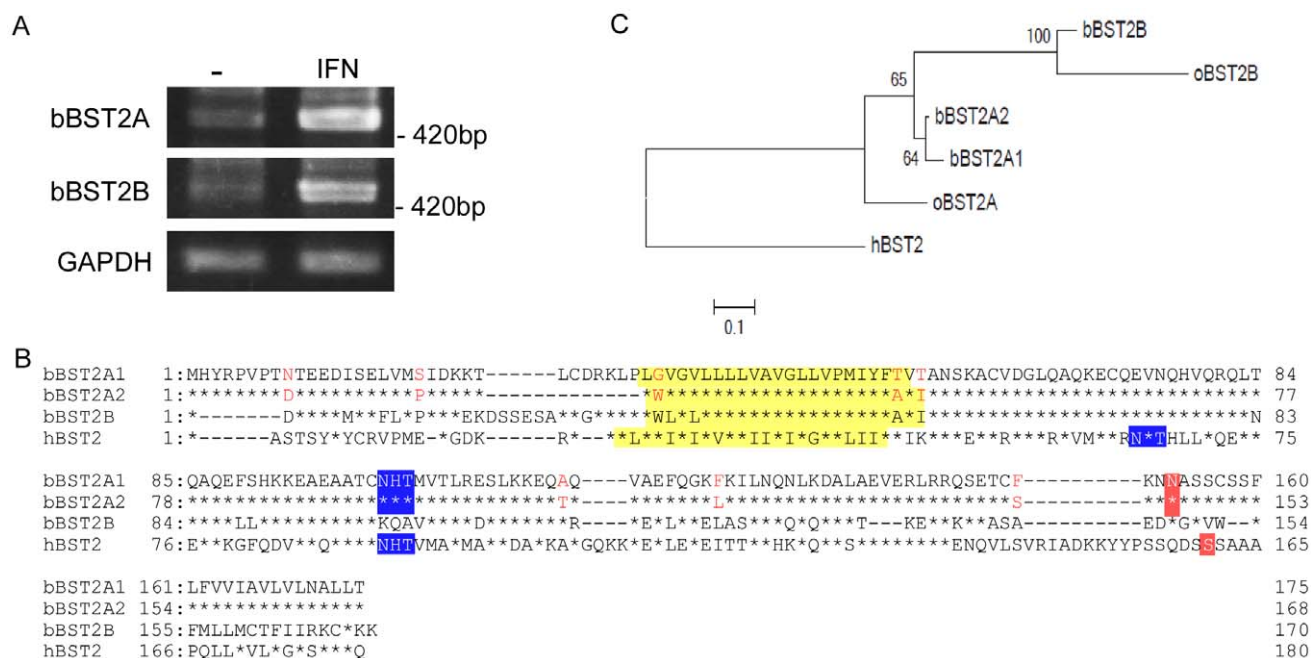 A
- IFN
bBST2A
- 420bp
bBST2B
- 420bp
GAPDH
C
100
bBST2B
oBST2B
65
bBST2A2
64
bBST2A1
oBST2A
hBST2
0.1
B
bBST2A1 1:MHYRPVPTNTEEDISELVMSIDKKT------LCDRKLPLGVGVLLLLVAVGLLVPMIYFTVTANSKACVDGLQAQKECQEVNQHVQRQLT 84
bBST2A2 1:********D**********P*****-------------*W*******************A*I**************************** 77
bBST2B 1:*-------D****M**FL*P***EKDSSESA**G****WL*L*****************A*I****************************N 83
hBST2 1:*------ASTSY*YCRVPME*GDK----R*----**L**I*I*V**II*I*G**LII**IK***E**R***R*VM**RN*THLL*QE** 75
bBST2A1 85:QAQEFSHKKEAEAATCNHTMVTLRESLKKEQAQ---VAEFQGKFKILNQNLKDALAEVERLRRQSETCF----------KNNASSCSSF 160
bBST2A2 78:*******************************T*---*******L*************************S----------********** 153
bBST2B 84:****LL**********KQAV****D*******R---*E*L**ELAS***Q*Q***T**KE**K**ASA----------ED*G*VW--* 154
hBST2 76:E**KGFQDV**Q****NHTVMA*MA**DA*KA*GQKK**E*LE*EITT**HK*Q**S*******ENQVLSVRIADKKYYPSSQDSSSAAA 165
bBST2A1 161:LFVVIAVLVLNALLT 175
bBST2A2 154:*************** 168
bBST2B 155:FMLLMCTFIIRKC*KK 170
hBST2 166:PQLL*VL*G*S***Q 180